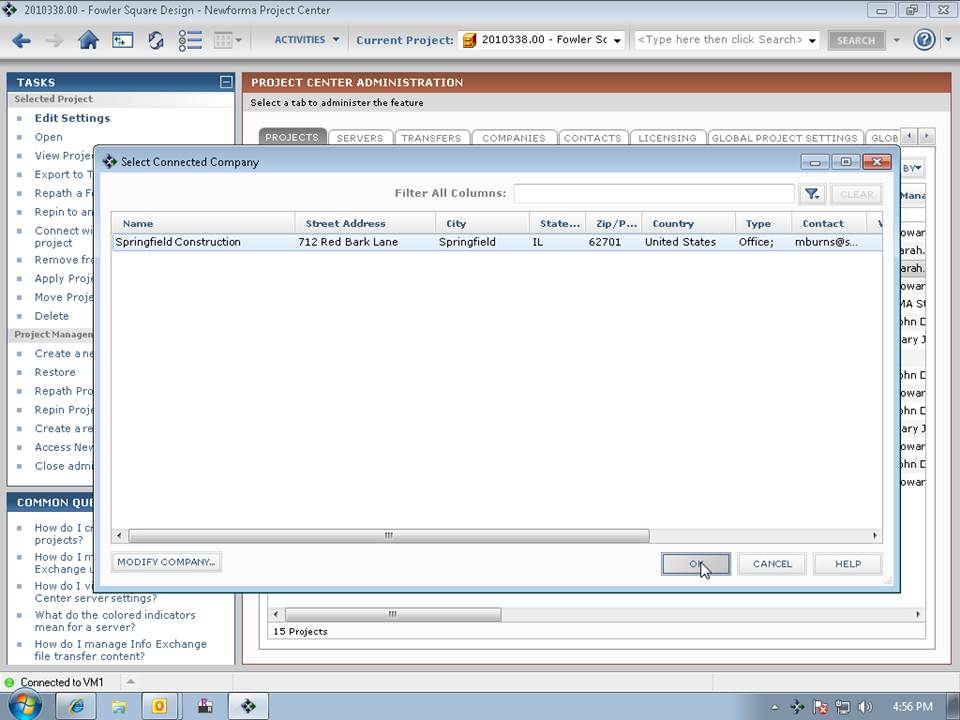 2010338.00 - Fowler Square Design - Newforma Project Center
ACTIVITIES Current Project: 2010338.00 - Fowler Sc <Type here then click Search> SEARCH
TASKS
Selected Project
Edit Settings
Open
View Proje
Export to T
Repath a F
Repin to an
Connect wi
project
Remove fro
Apply Proje
Move Proje
Delete
Project Managem
Create a ne
Restore
Repath Pro
Repin Proje
Create a re
Access New
Close admi
COMMON QUE
How do I cr
projects?
How do I m
Exchange u
How do I vi
Center server settings?
What do the colored indicators
mean for a server?
How do I manage Info Exchange
file transfer content?
PROJECT CENTER ADMINISTRATION
Select a tab to administer the feature
PROJECTS SERVERS TRANSFERS COMPANIES CONTACTS LICENSING GLOBAL PROJECT SETTINGS GLOB
BY
Mana
Select Connected Company
Filter All Columns: CLEAR
Name Street Address City State... Zip/P... Country Type Contact V
Springfield Construction 712 Red Bark Lane Springfield IL 62701 United States Office; mburns@s...
MODIFY COMPANY... OK CANCEL HELP
owar
arah.
arah.
owar
MA St
ohn D
ary J
ohn D
owar
ohn D
ary J
owar
ohn D
owar
15 Projects
Connected to VM1
4:56 PM